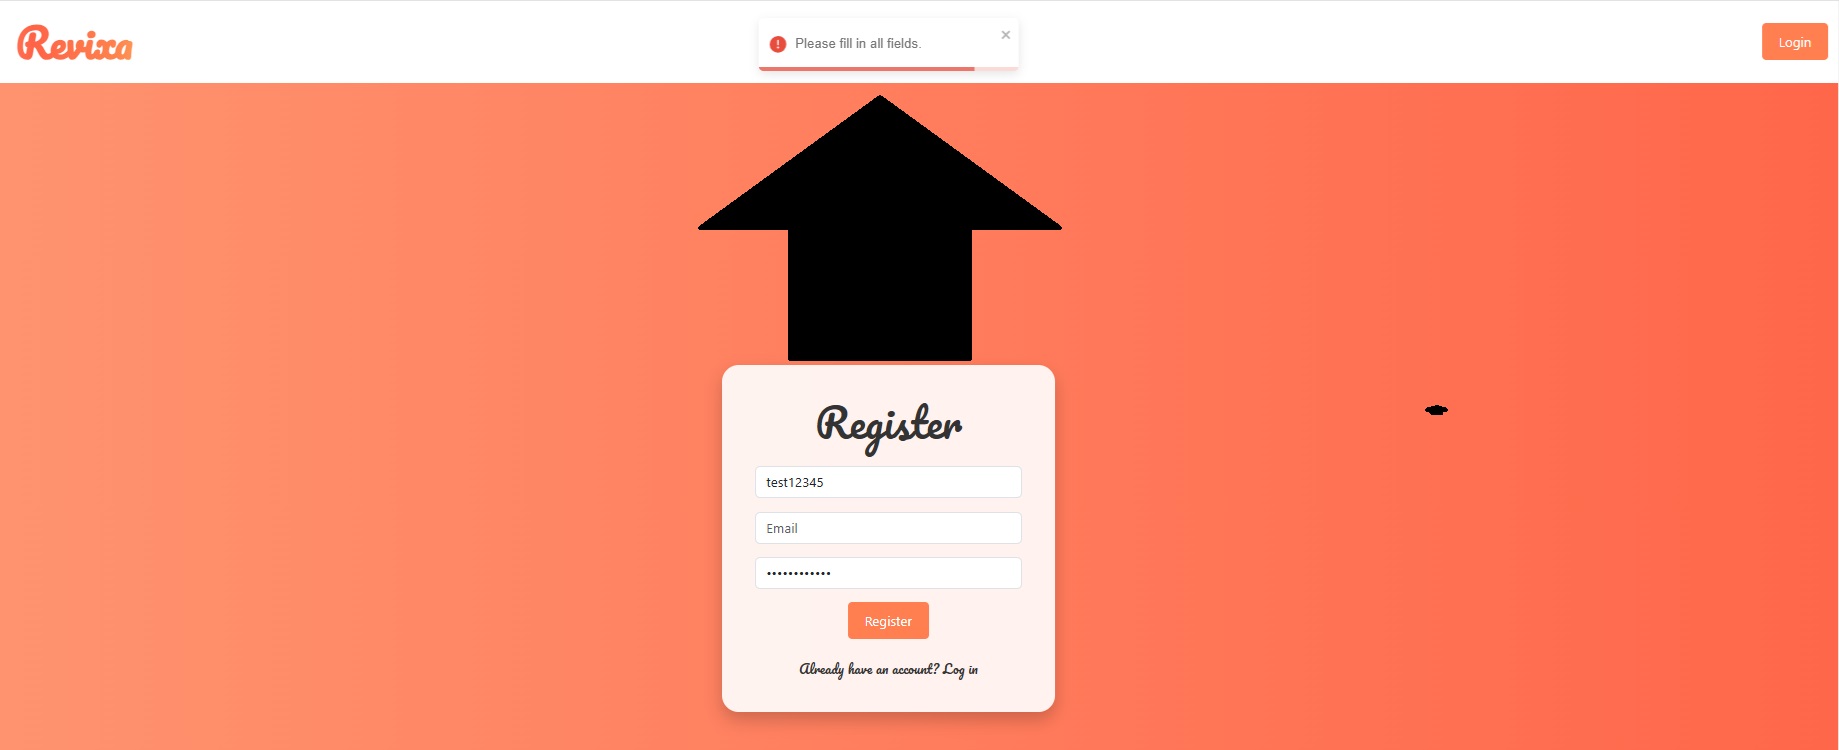 Revixa
Please fill in all fields.
Login
Register
test12345
Email
••••••••••••
Register
Already have an account? Log in